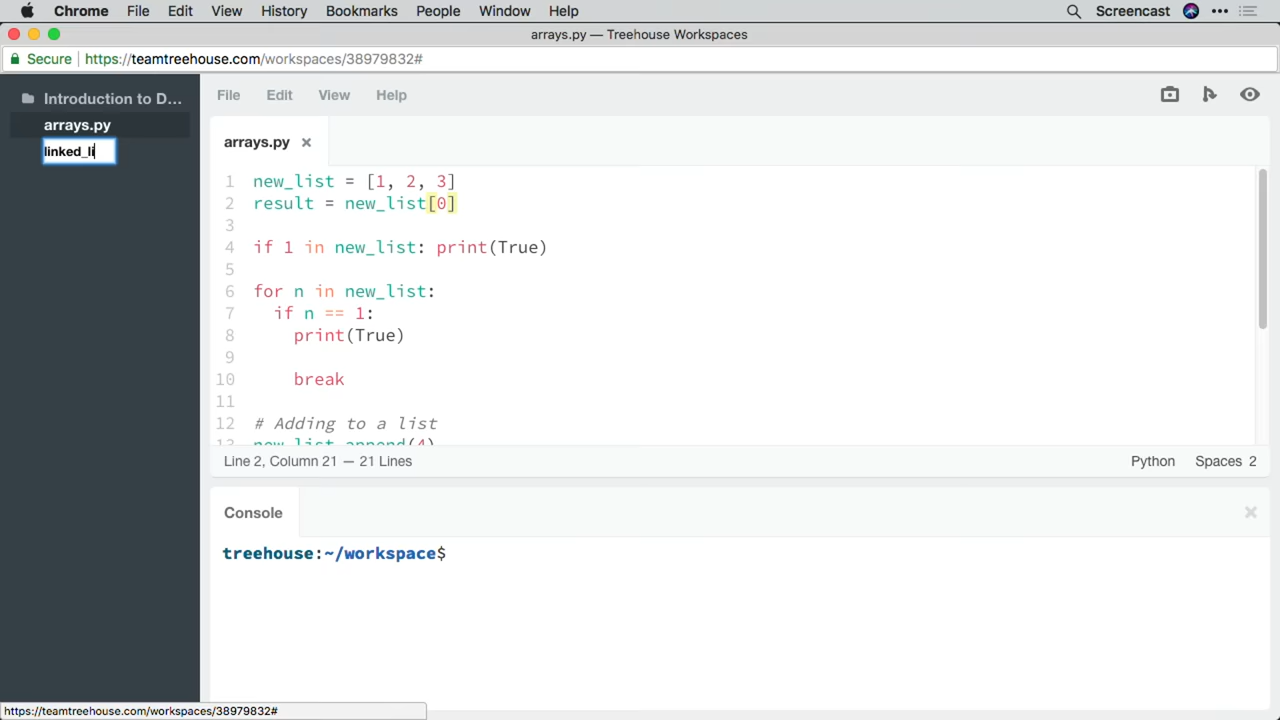 Chrome File Edit View History Bookmarks People Window Help Screencast
arrays.py — Treehouse Workspaces
Secure https://teamtreehouse.com/workspaces/38979832#
Introduction to D...
arrays.py
linked_li
File Edit View Help
arrays.py ×
1 new_list = [1, 2, 3]
2 result = new_list[0]
3
4 if 1 in new_list: print(True)
5
6 for n in new_list:
7 if n == 1:
8 print(True)
9
10 break
11
12 # Adding to a list
13 new_list.append(4)
Line 2, Column 21 — 21 Lines Python Spaces 2
Console ×
treehouse:~/workspace$
https://teamtreehouse.com/workspaces/38979832#